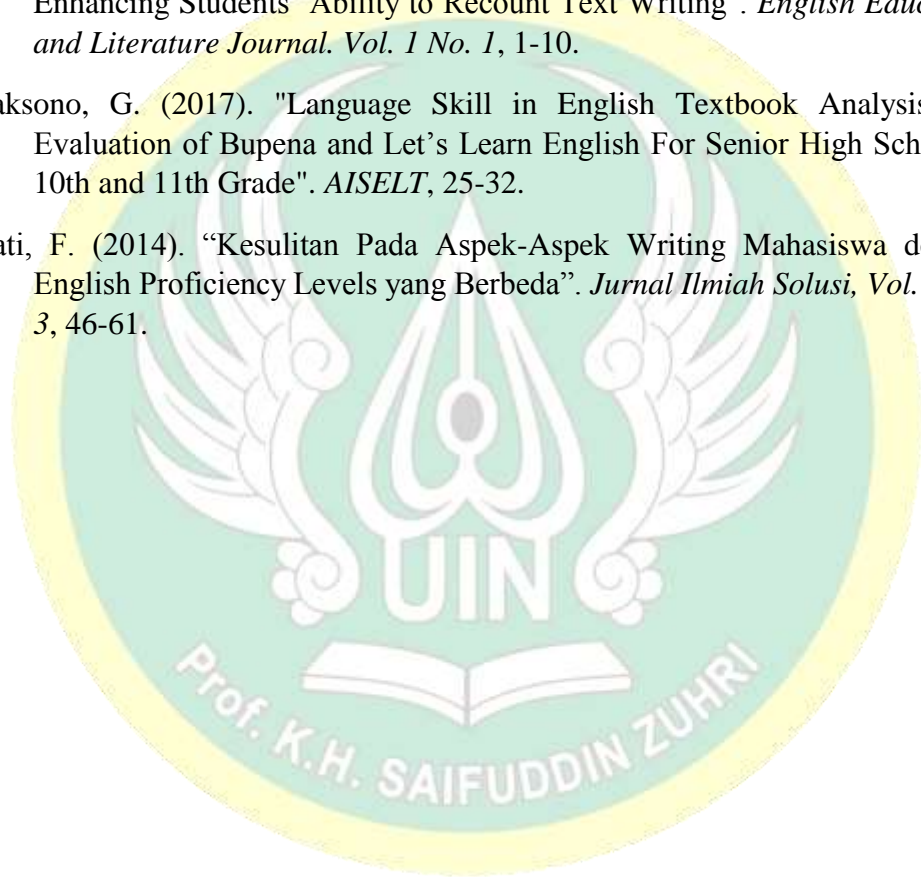 Enhancing Students' Ability to Recount Text Writing". English Educ
and Literature Journal. Vol. 1 No. 1, 1-10.
aksono, G. (2017). "Language Skill in English Textbook Analysis
Evaluation of Bupena and Let's Learn English For Senior High Sch
10th and 11th Grade". AISELT, 25-32.
ati, F. (2014). “Kesulitan Pada Aspek-Aspek Writing Mahasiswa d
English Proficiency Levels yang Berbeda”. Jurnal Ilmiah Solusi, Vol.
3, 46-61.
UIN
Prof. K.H. SAIFUDDIN ZUHRI